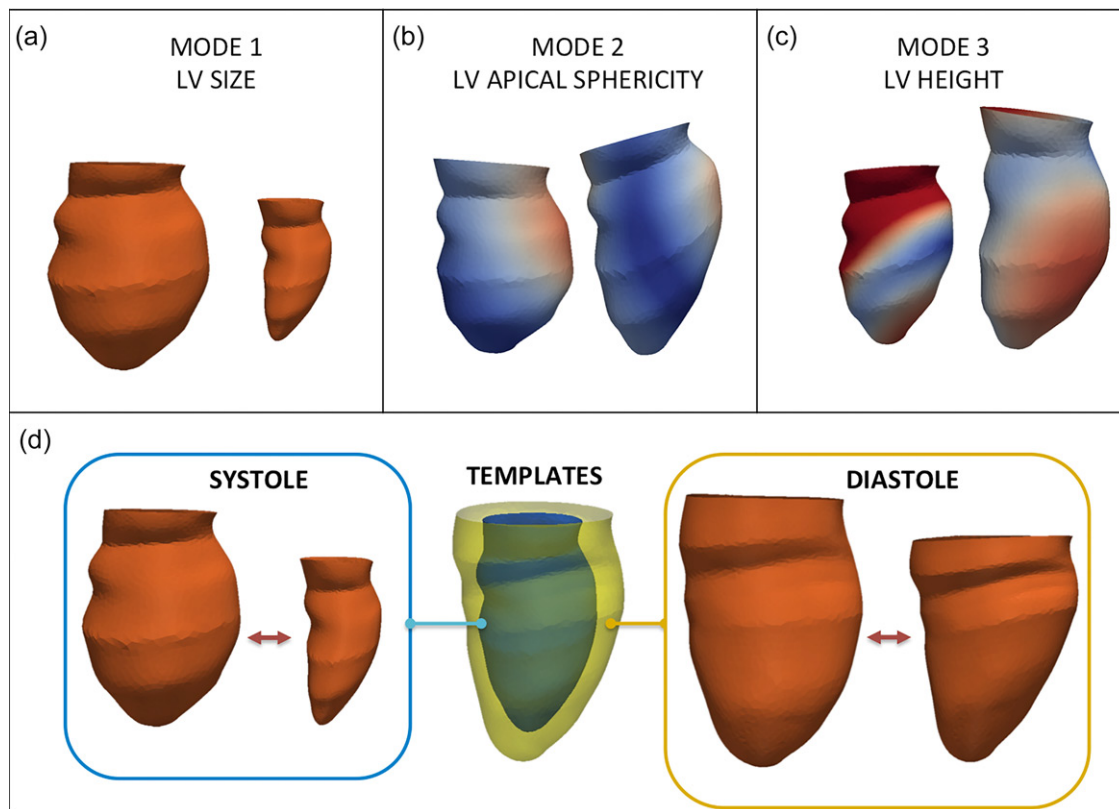 (a)
MODE 1
LV SIZE
(b)
MODE 2
LV APICAL SPHERICITY
(c)
MODE 3
LV HEIGHT
(d)
SYSTOLE
TEMPLATES
DIASTOLE